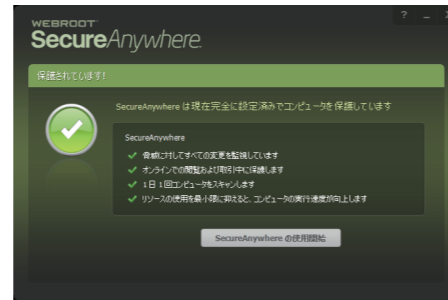 WEBROOT
SecureAnywhere.
保護されています!
SecureAnywhere は現在完全に設定済みでコンピュータを保護しています
SecureAnywhere
脅威に対してすべての変更を監視しています
オンラインでの閲覧および取引中に保護します
1日1回コンピュータをスキャンします
リソースの使用を最小限に抑えると、コンピュータの実行速度が向上します
SecureAnywhere の使用開始